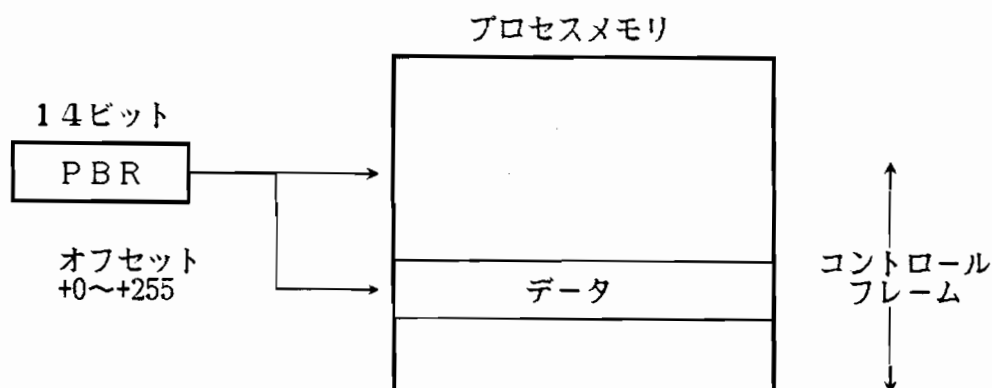 プロセスメモリ
14ビット
PBR
オフセット
+0〜+255
データ
コントロール
フレーム